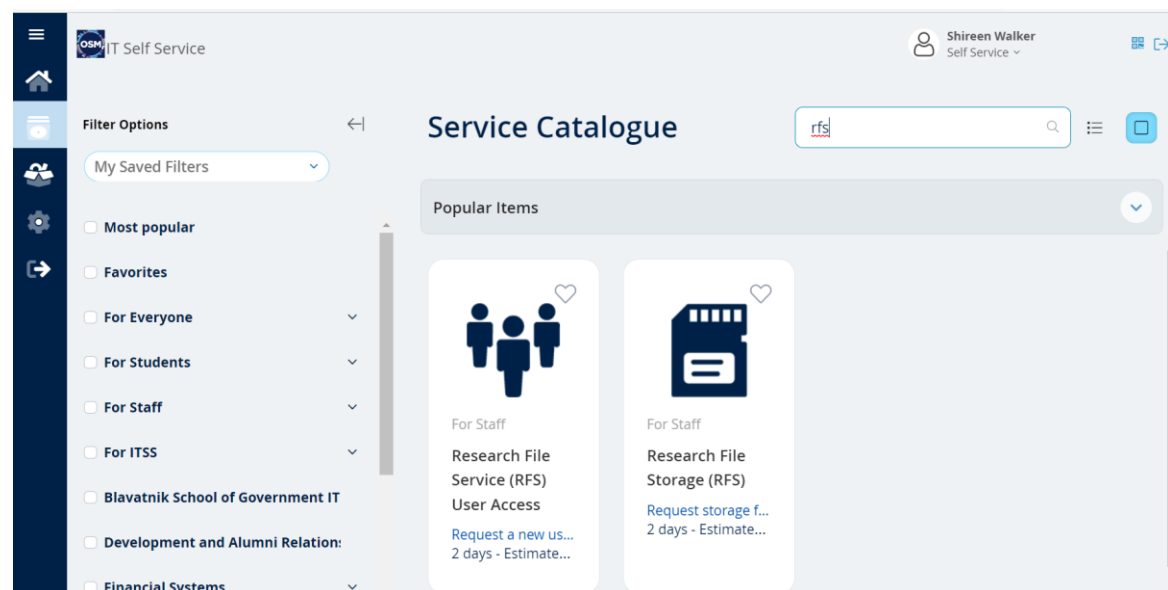 OSM
IT Self Service
Shireen Walker
Self Service
Filter Options
My Saved Filters
Most popular
Favorites
For Everyone
For Students
For Staff
For ITSS
Blavatnik School of Government IT
Development and Alumni Relations
Financial Systems
Service Catalogue
rfs
Popular Items
For Staff
Research File
Service (RFS)
User Access
Request a new us...
2 days - Estimate...
For Staff
Research File
Storage (RFS)
Request storage f...
2 days - Estimate...